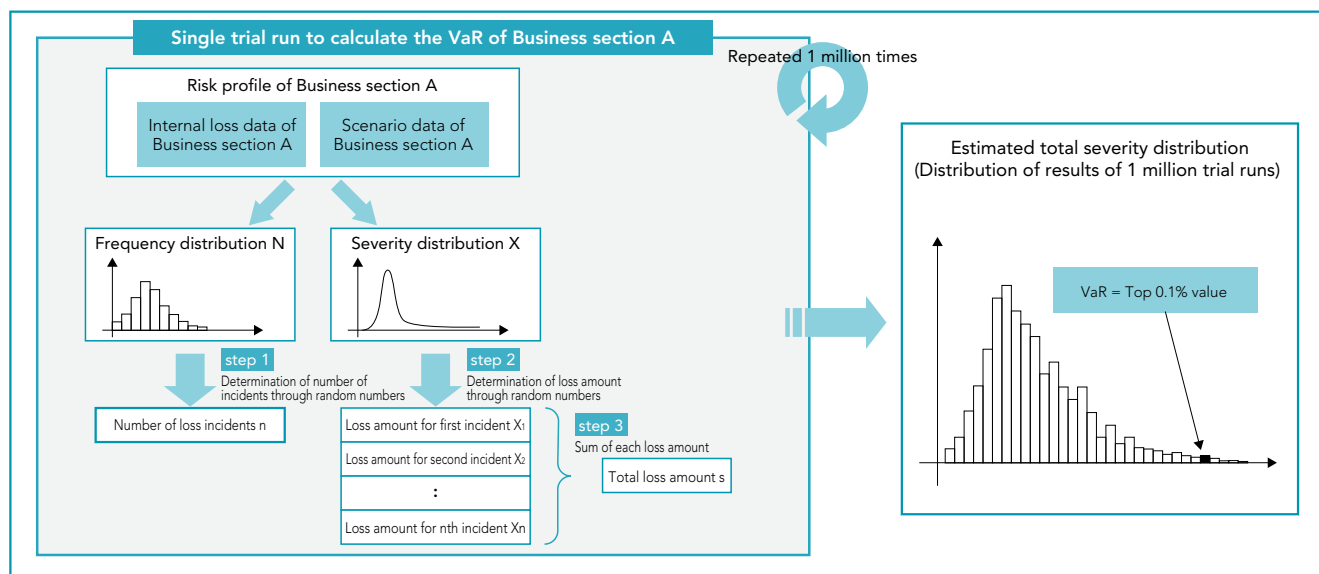 Single trial run to calculate the VaR of Business section A
Repeated 1 million times
Risk profile of Business section A
Internal loss data of
Business section A
Scenario data of
Business section A
Frequency distribution N
Severity distribution X
step 1
Determination of number of
incidents through random numbers
step 2
Determination of loss amount
through random numbers
Number of loss incidents n
Loss amount for first incident X1
Loss amount for second incident X2
:
Loss amount for nth incident Xn
step 3
Sum of each loss amount
Total loss amount s
Estimated total severity distribution
(Distribution of results of 1 million trial runs)
VaR = Top 0.1% value